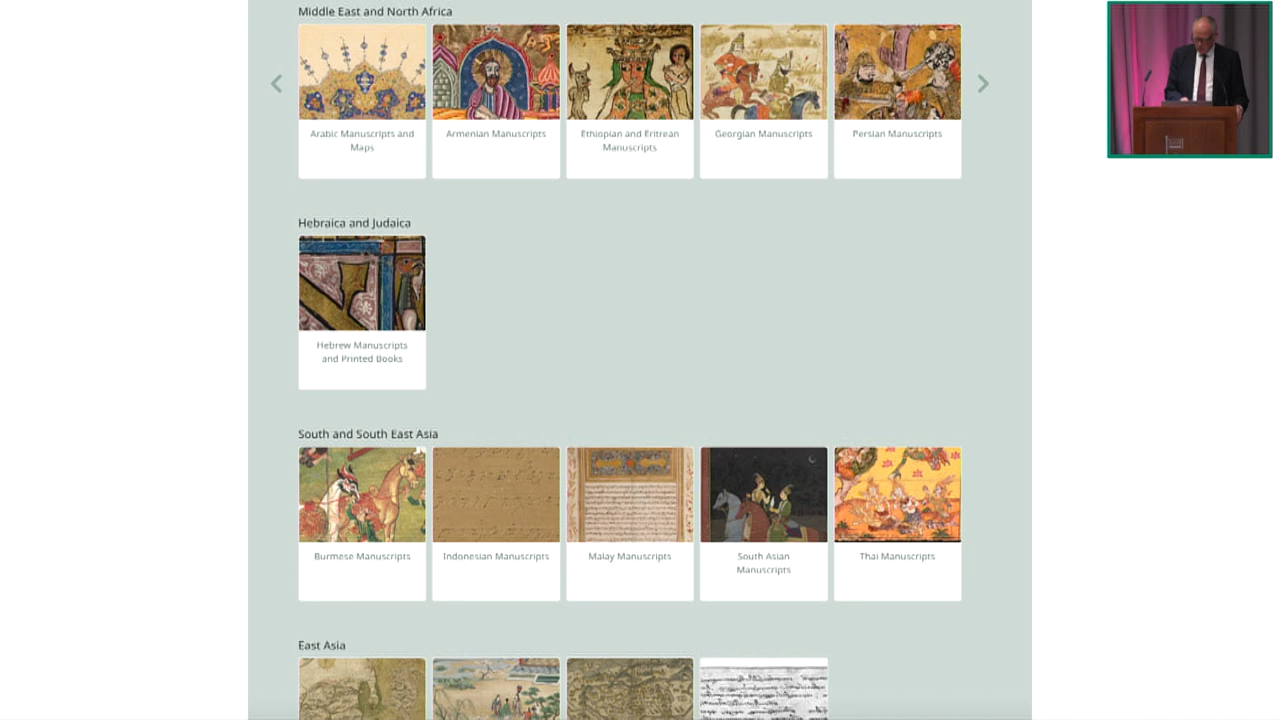 Middle East and North Africa
Arabic Manuscripts and
Maps
Armenian Manuscripts
Ethiopian and Eritrean
Manuscripts
Georgian Manuscripts
Persian Manuscripts
Hebraica and Judaica
Hebrew Manuscripts
and Printed Books
South and South East Asia
Burmese Manuscripts
Indonesian Manuscripts
Malay Manuscripts
South Asian
Manuscripts
Thai Manuscripts
East Asia